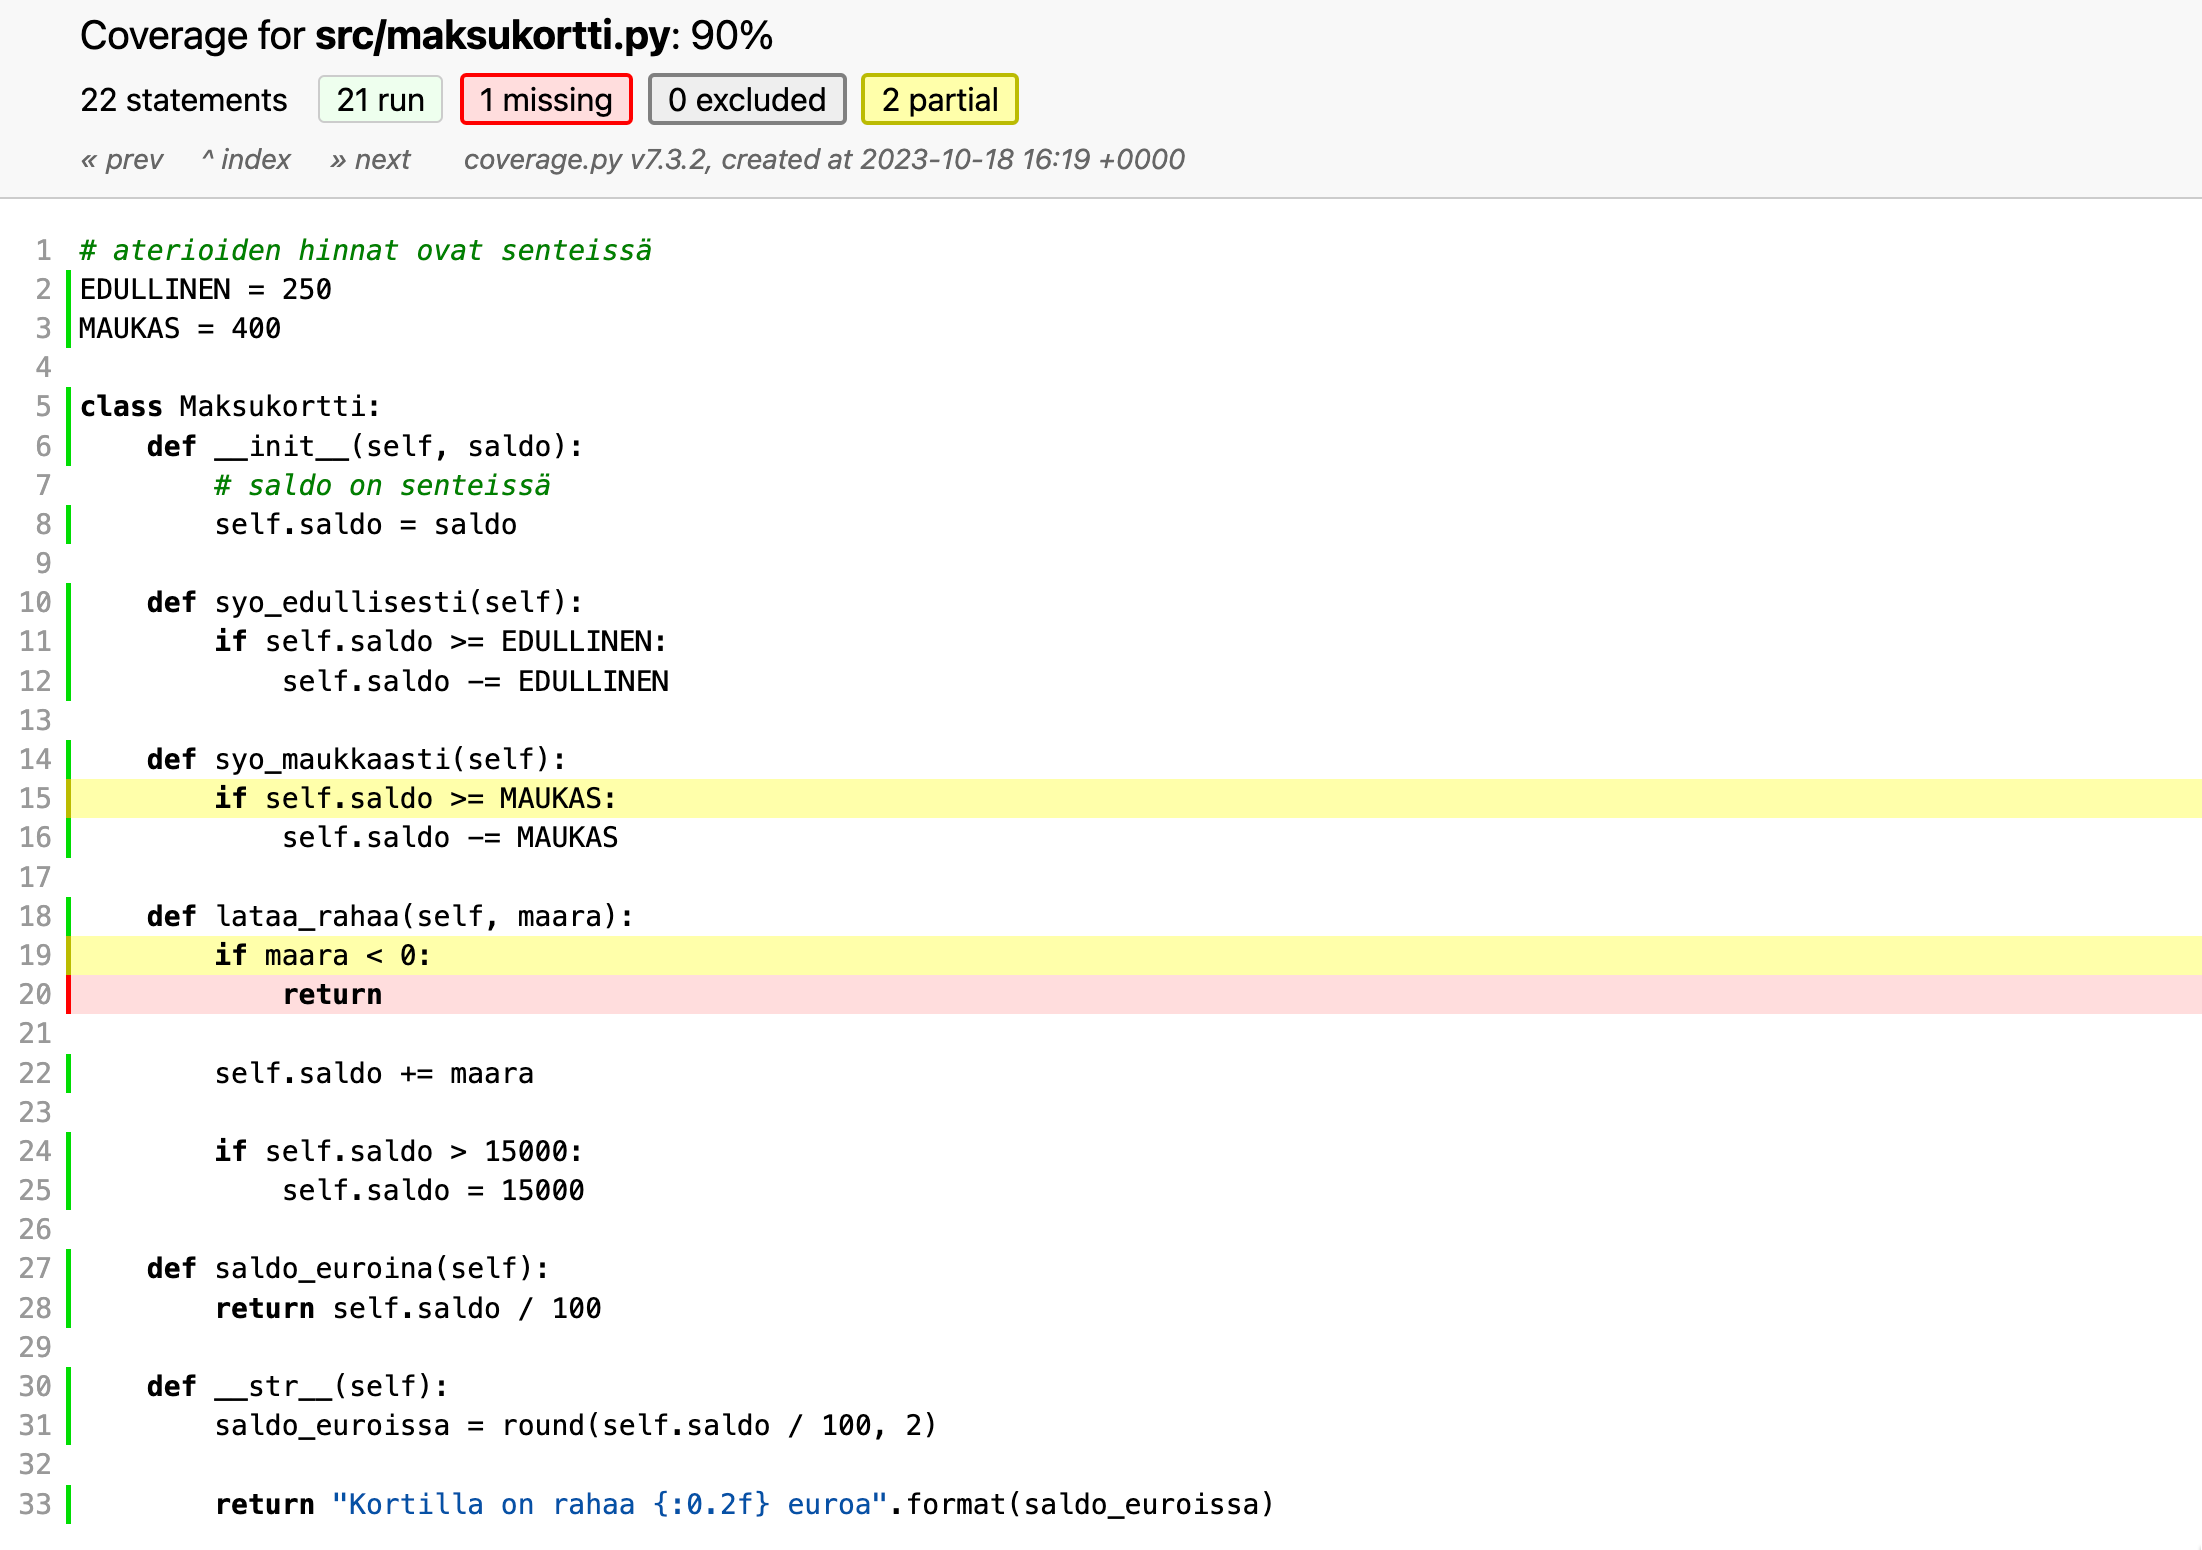 Coverage for src/maksukortti.py: 90%
22 statements 21 run 1 missing 0 excluded 2 partial
« prev ^ index » next coverage.py v7.3.2, created at 2023-10-18 16:19 +0000
1 # aterioiden hinnat ovat senteissä
2 EDULLINEN = 250
3 MAUKAS = 400
4
5 class Maksukortti:
6     def __init__(self, saldo):
7         # saldo on senteissä
8         self.saldo = saldo
9
10     def syo_edullisesti(self):
11         if self.saldo >= EDULLINEN:
12             self.saldo -= EDULLINEN
13
14     def syo_maukkaasti(self):
15         if self.saldo >= MAUKAS:
16             self.saldo -= MAUKAS
17
18     def lataa_rahaa(self, maara):
19         if maara < 0:
20             return
21
22         self.saldo += maara
23
24         if self.saldo > 15000:
25             self.saldo = 15000
26
27     def saldo_euroina(self):
28         return self.saldo / 100
29
30     def __str__(self):
31         saldo_euroissa = round(self.saldo / 100, 2)
32
33         return "Kortilla on rahaa {:0.2f} euroa".format(saldo_euroissa)